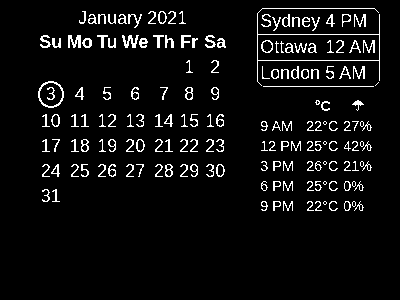 January 2021
Su Mo Tu We Th Fr Sa
1 2
3 4 5 6 7 8 9
10 11 12 13 14 15 16
17 18 19 20 21 22 23
24 25 26 27 28 29 30
31
Sydney 4 PM
Ottawa 12 AM
London 5 AM
°C
9 AM 22°C 27%
12 PM 25°C 42%
3 PM 26°C 21%
6 PM 25°C 0%
9 PM 22°C 0%